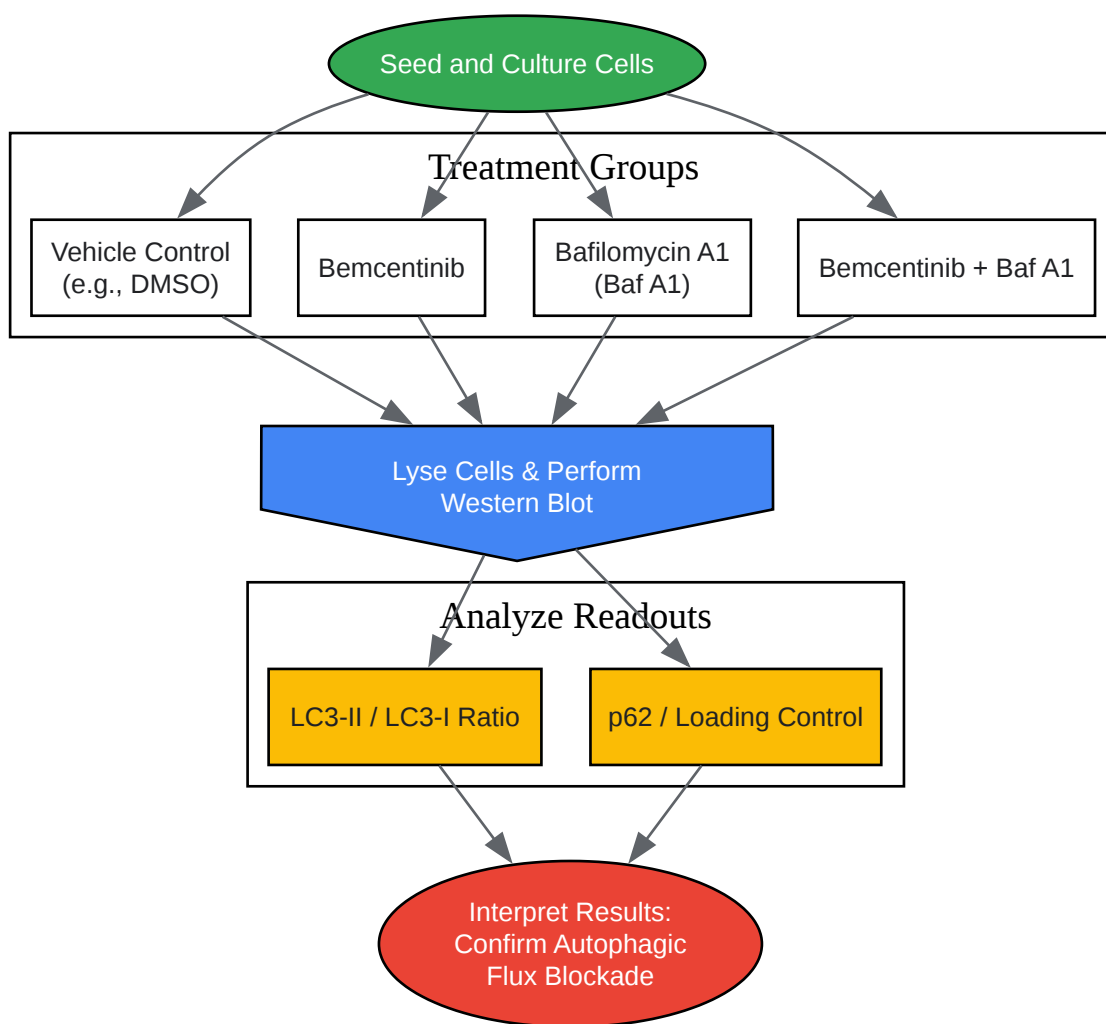 Seed and Culture Cells
Treatment Groups
Vehicle Control
(e.g., DMSO)
Bemcentinib
Bafilomycin A1
(Baf A1)
Bemcentinib + Baf A1
Lyse Cells & Perform
Western Blot
Analyze Readouts
LC3-II / LC3-I Ratio
p62 / Loading Control
Interpret Results:
Confirm Autophagic
Flux Blockade